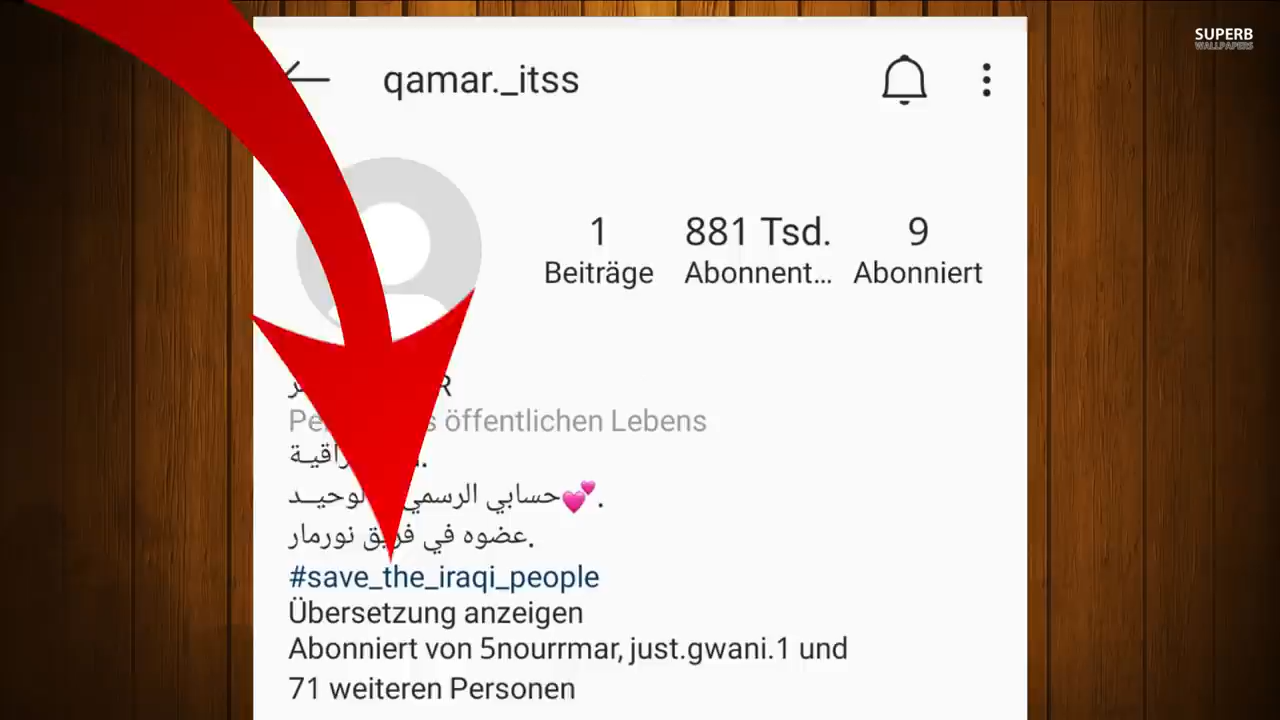 SUPERB
WALLPAPERS
qamar._itss
1
881 Tsd.
9
Beiträge
Abonnent…
Abonniert
öffentlichen Lebens
حسابي الرسمي 💕.
عضوه في فريق نورمار.
#save_the_iraqi_people
Übersetzung anzeigen
Abonniert von 5nourrmar, just.gwani.1 und
71 weiteren Personen